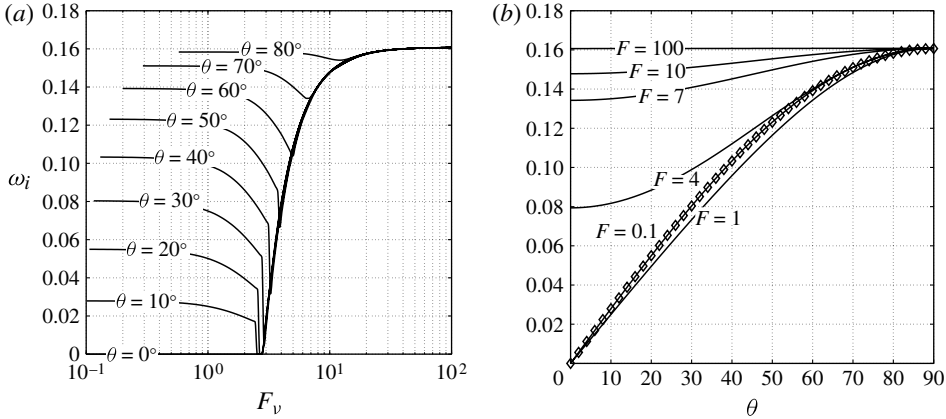 (a)
0.18
0.16
0.14
0.12
0.10
0.08
0.06
0.04
0.02
0
ω_i
θ = 80°
θ = 70°
θ = 60°
θ = 50°
θ = 40°
θ = 30°
θ = 20°
θ = 10°
θ = 0°
10⁻¹ 10⁰ 10¹ 10²
F_ν
(b)
0.18
0.16
0.14
0.12
0.10
0.08
0.06
0.04
0.02
F = 100
F = 10
F = 7
F = 4
F = 0.1
F = 1
0 10 20 30 40 50 60 70 80 90
θ